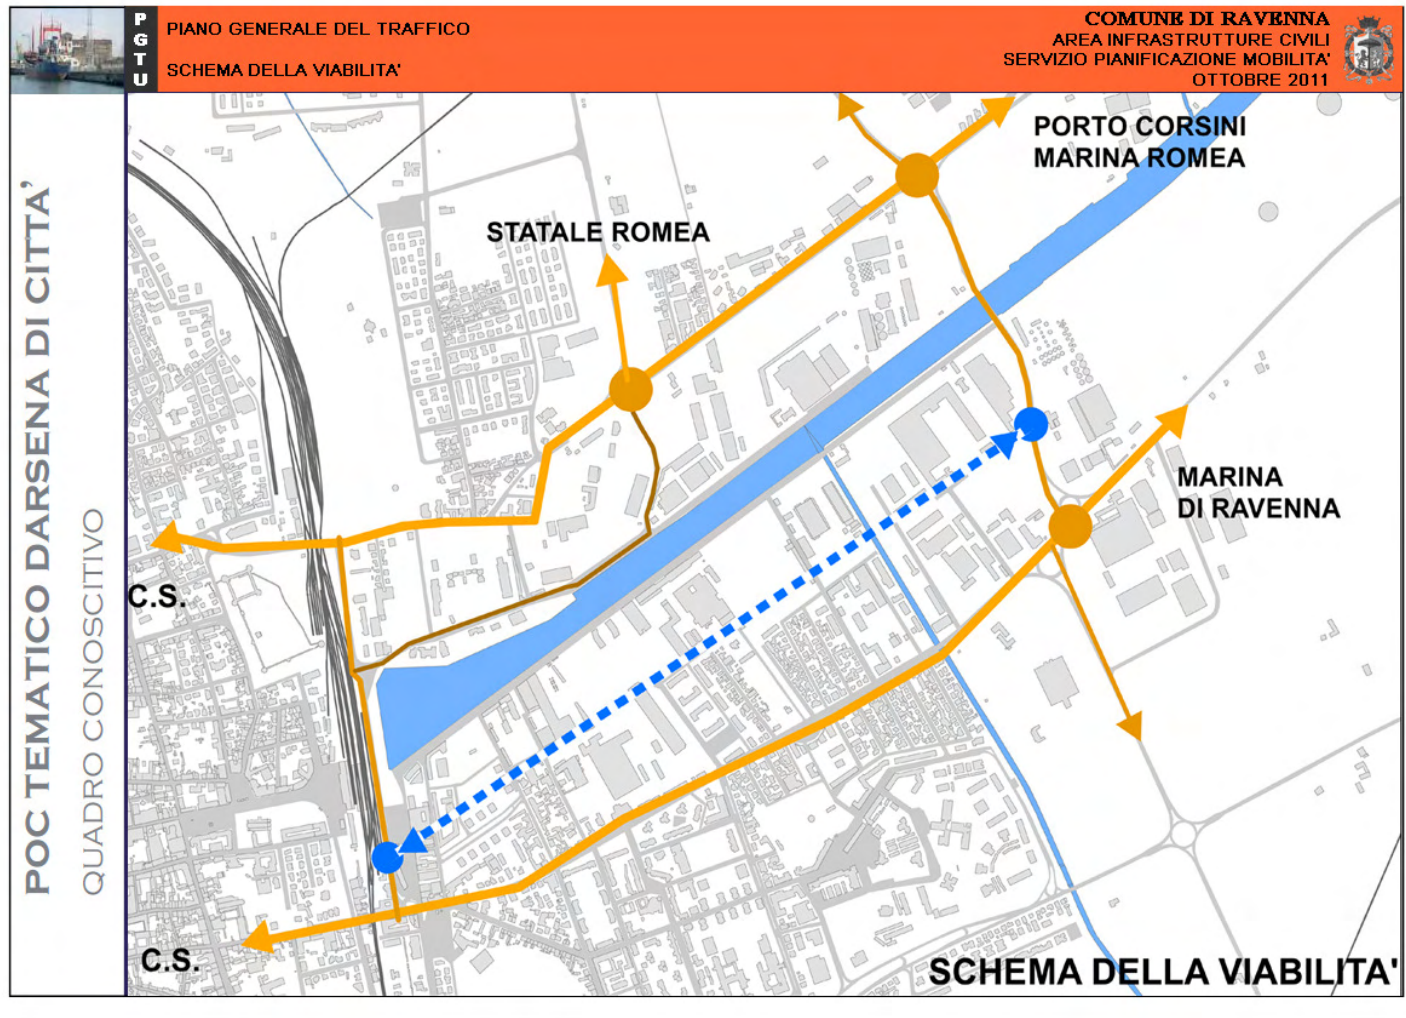 P
G
T
U
PIANO GENERALE DEL TRAFFICO
SCHEMA DELLA VIABILITA'
COMUNE DI RAVENNA
AREA INFRASTRUTTURE CIVILI
SERVIZIO PIANIFICAZIONE MOBILITA'
OTTOBRE 2011
POC TEMATICO DARSENA DI CITTA'
QUADRO CONOSCITIVO
PORTO CORSINI
MARINA ROMEA
STATALE ROMEA
MARINA
DI RAVENNA
C.S.
C.S.
SCHEMA DELLA VIABILITA'